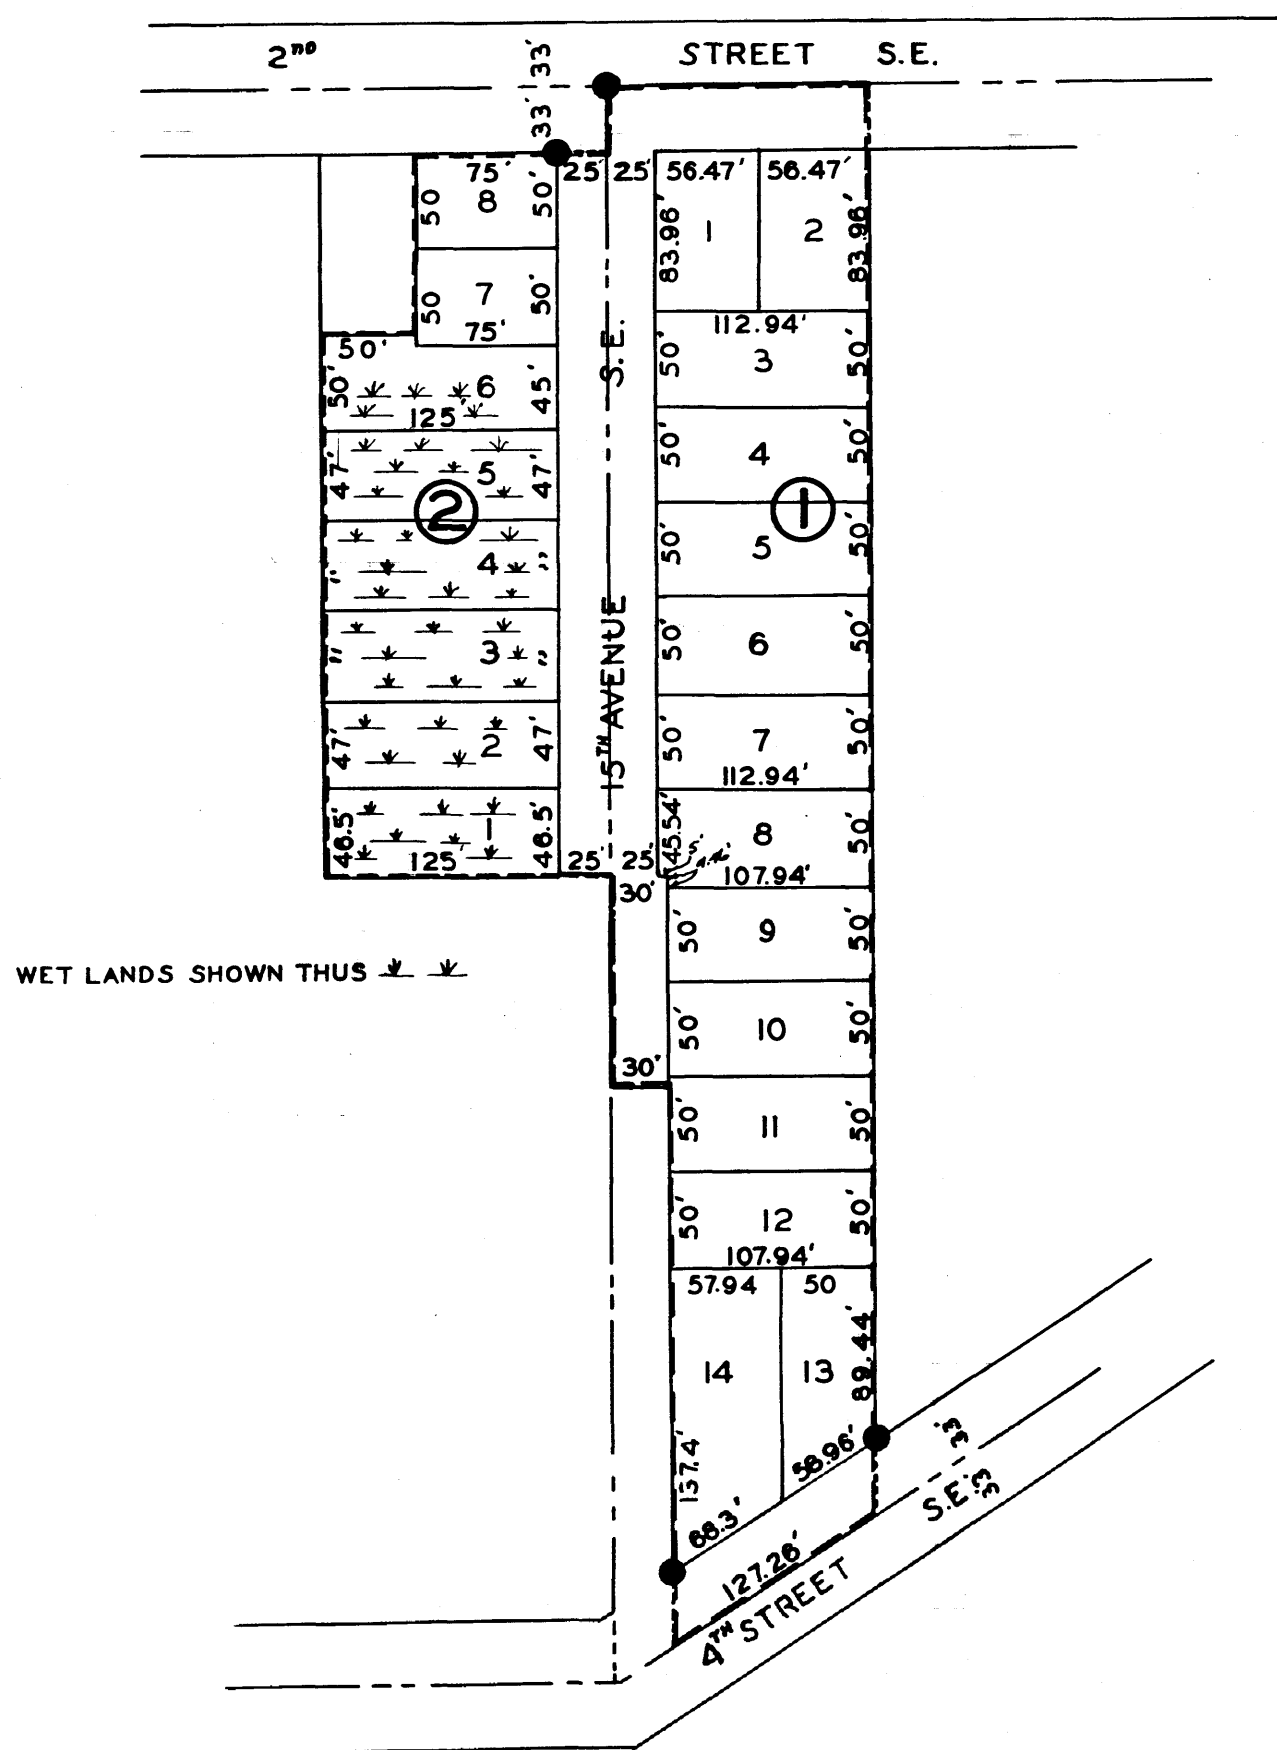 2nd STREET S.E.
33'
33'
75' 25' 25' 56.47' 56.47'
50 8 50'
83.96' 1 2 83.96'
50 7 50'
75'
112.94'
50' 3 50'
50'
50' 6 45'
125'
S.E.
50' 4 50'
47' 5 47'
2
1
50' 5 50'
" 4 "
15TH AVENUE
50' 6 50'
" 3 "
47' 2 47'
50' 7 50'
112.94'
46.5' 1 46.5'
125' 25' 25'
45.54' 8 50'
5'
4.46'
107.94'
30'
50' 9 50'
WET LANDS SHOWN THUS
50' 10 50'
30'
50' 11 50'
50' 12 50'
107.94'
57.94 50
14 13 89.44'
137.4'
68.3' 58.96'
127.26'
33'
33'
4TH STREET S.E.